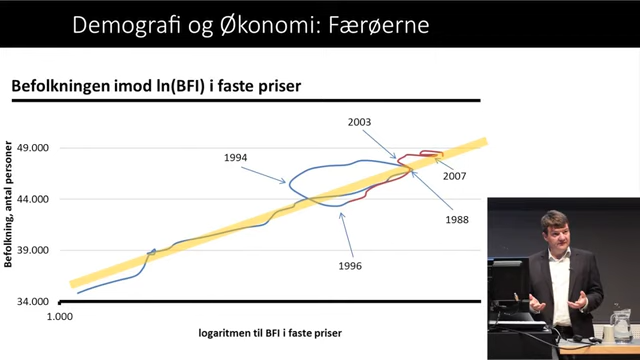 Demografi og Økonomi: Færøerne
Befolkningen imod ln(BFI) i faste priser
Befolkning, antal personer
49.000
44.000
39.000
34.000
1.000
2003
1994
2007
1988
1996
logaritmen til BFI i faste priser